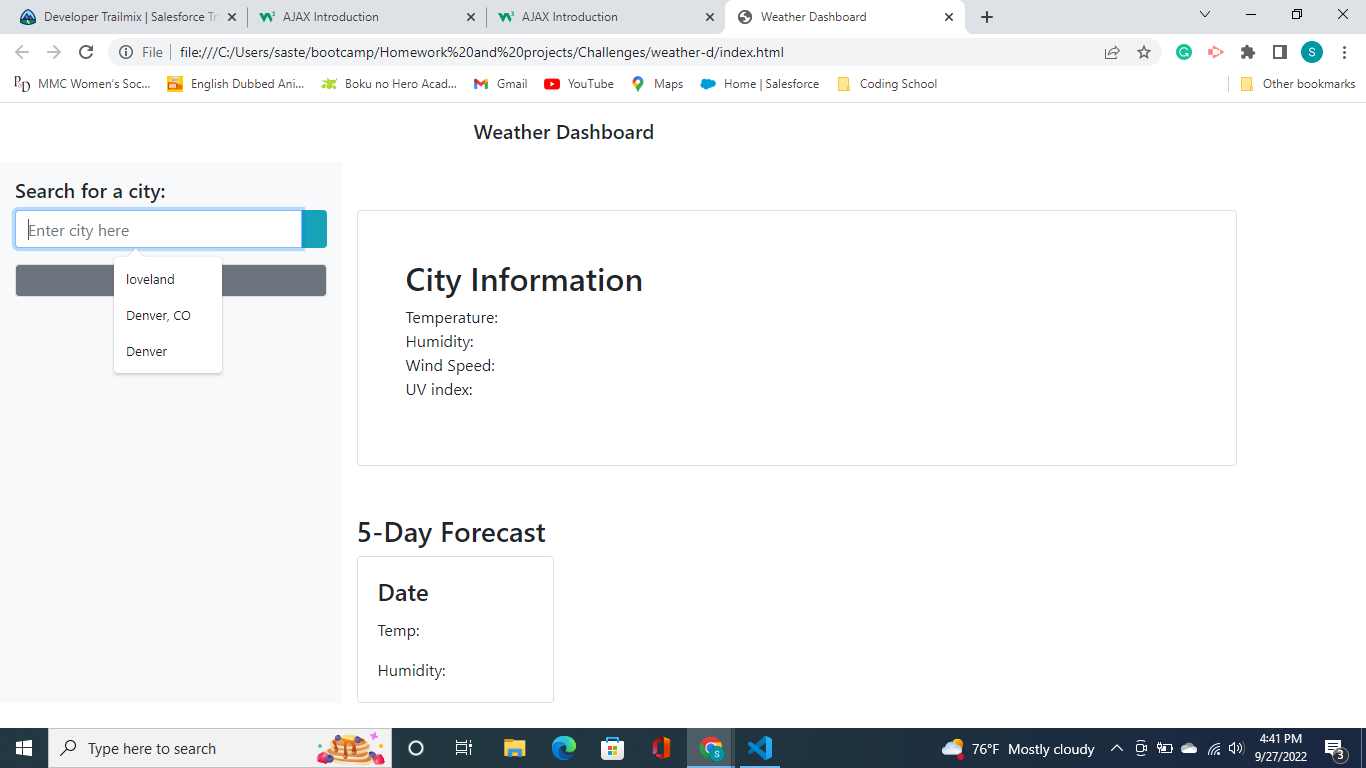 Developer Trailmix | Salesforce Tr
AJAX Introduction
AJAX Introduction
Weather Dashboard
File
file:///C:/Users/saste/bootcamp/Homework%20and%20projects/Challenges/weather-d/index.html
S
MMC Women's Soc...
English Dubbed Ani...
Boku no Hero Acad...
Gmail
YouTube
Maps
Home | Salesforce
Coding School
Other bookmarks
Weather Dashboard
Search for a city:
Enter city here
loveland
Denver, CO
Denver
City Information
Temperature:
Humidity:
Wind Speed:
UV index:
5-Day Forecast
Date
Temp:
Humidity:
Type here to search
76°F Mostly cloudy
4:41 PM
9/27/2022
3